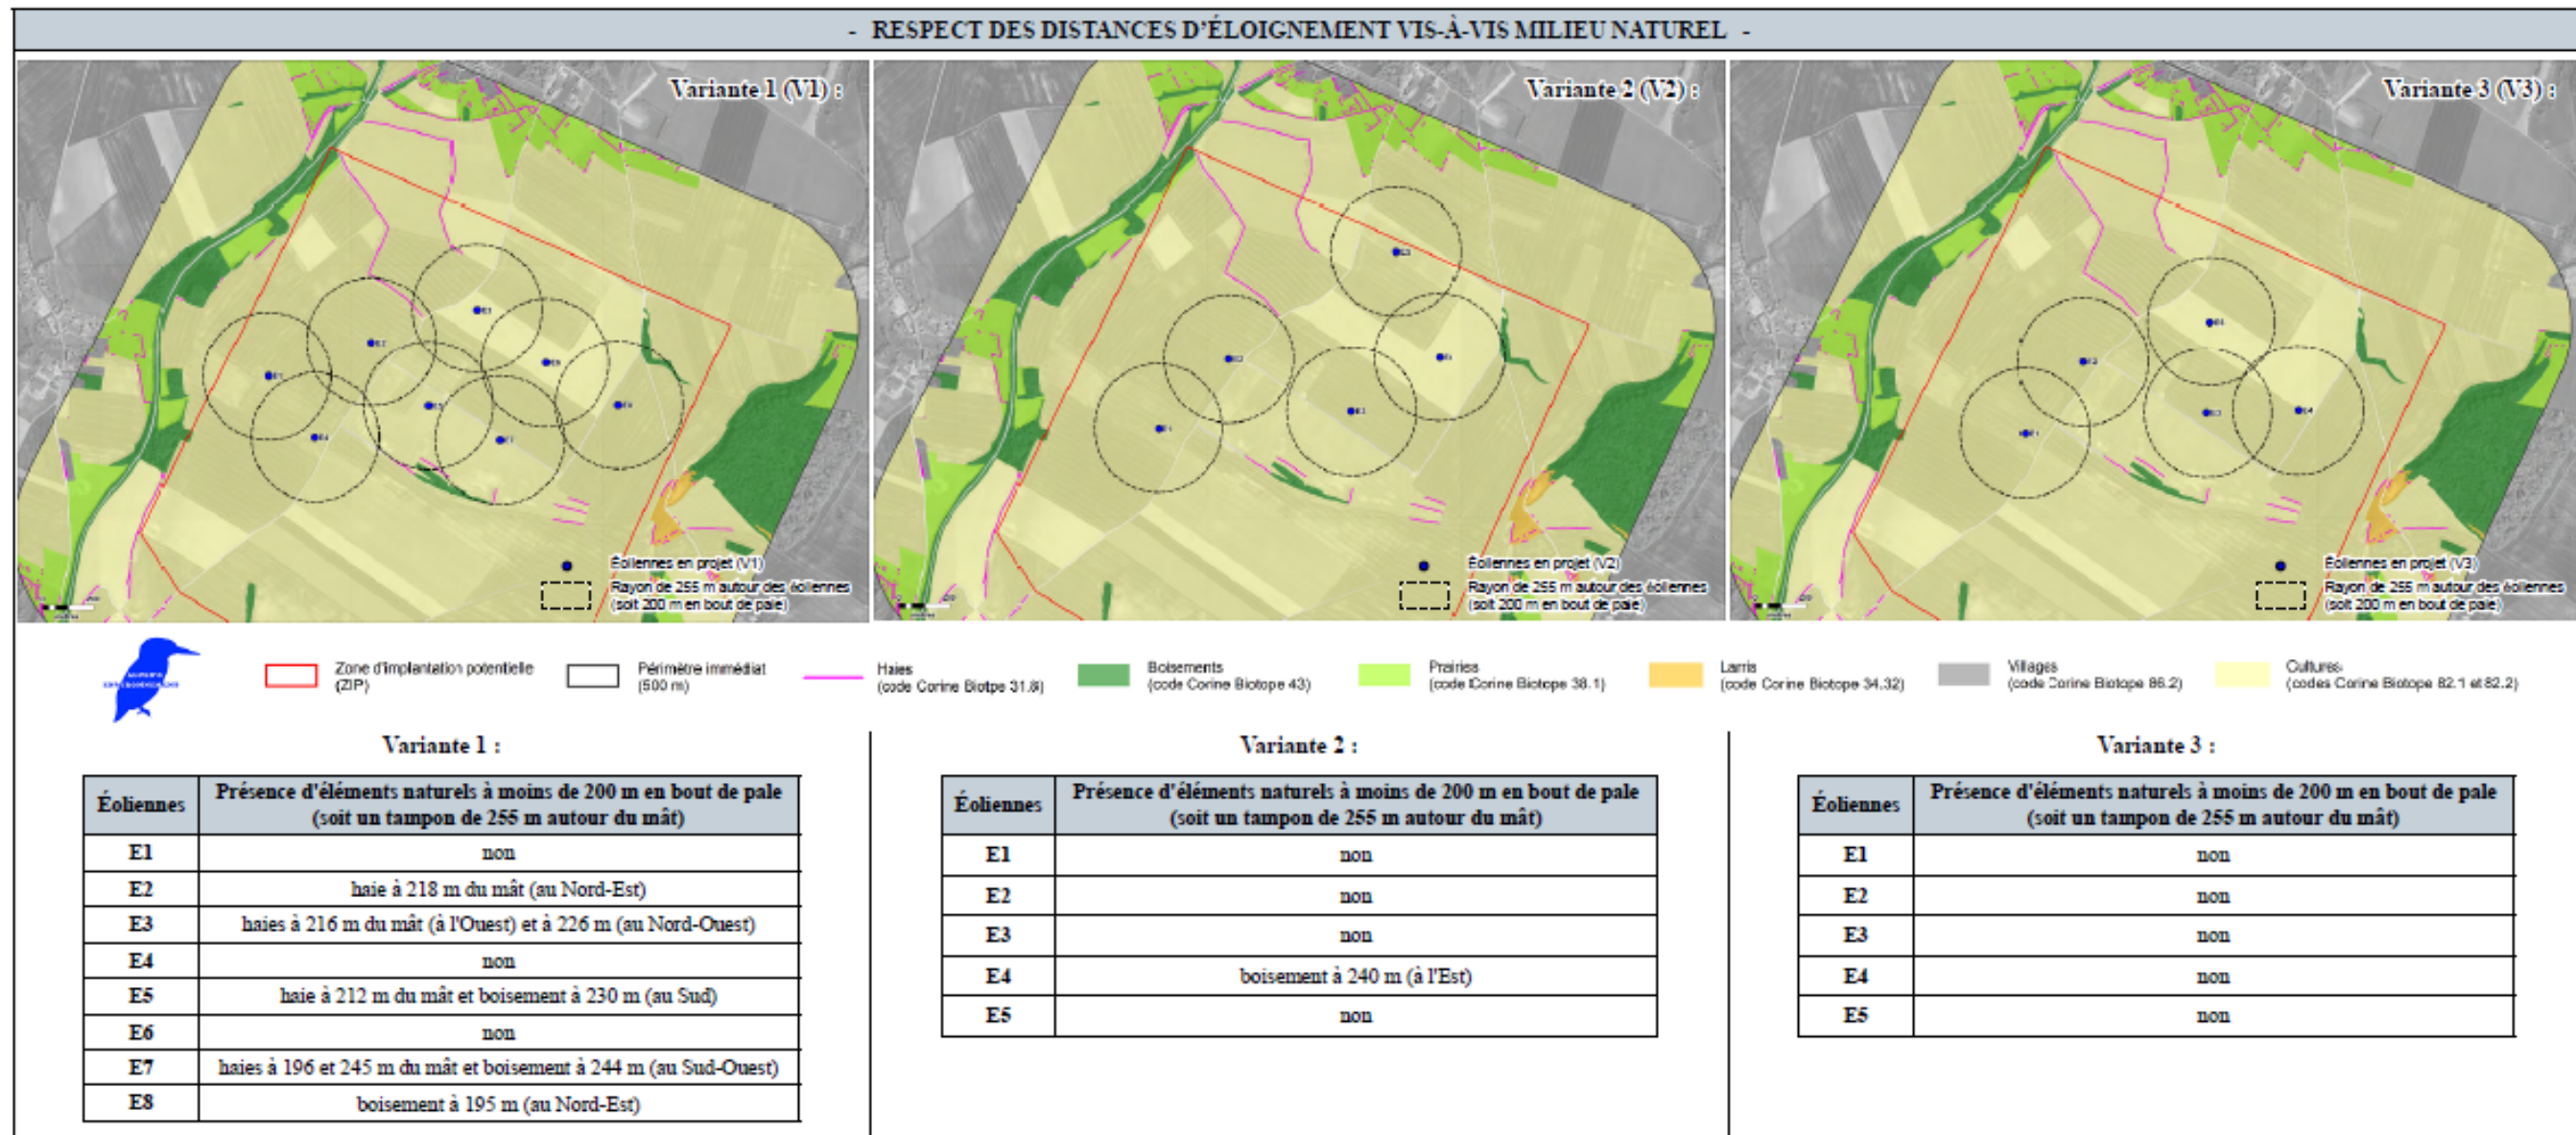 - RESPECT DES DISTANCES D'ÉLOIGNEMENT VIS-À-VIS MILIEU NATUREL -
Variante 1 (V1) :
Éoliennes en projet (V1)
Rayon de 255 m autour des éoliennes
(soit 200 m en bout de pale)
Variante 2 (V2) :
Éoliennes en projet (V2)
Rayon de 255 m autour des éoliennes
(soit 200 m en bout de pale)
Variante 3 (V3) :
Éoliennes en projet (V3)
Rayon de 255 m autour des éoliennes
(soit 200 m en bout de pale)
Zone d'implantation potentielle
(ZIP)
Périmètre immédiat
(500 m)
Haies
(code Corine Biotpe 31.8)
Boisements
(code Corine Biotope 43)
Prairies
(code Corine Biotope 38.1)
Larris
(code Corine Biotope 34.32)
Villages
(code Corine Biotope 86.2)
Cultures
(codes Corine Biotope 82.1 et 82.2)
Variante 1 :
Éoliennes Présence d'éléments naturels à moins de 200 m en bout de pale
(soit un tampon de 255 m autour du mât)
E1 non
E2 haie à 218 m du mât (au Nord-Est)
E3 haies à 216 m du mât (à l'Ouest) et à 226 m (au Nord-Ouest)
E4 non
E5 haie à 212 m du mât et boisement à 230 m (au Sud)
E6 non
E7 haies à 196 et 245 m du mât et boisement à 244 m (au Sud-Ouest)
E8 boisement à 195 m (au Nord-Est)
Variante 2 :
Éoliennes Présence d'éléments naturels à moins de 200 m en bout de pale
(soit un tampon de 255 m autour du mât)
E1 non
E2 non
E3 non
E4 boisement à 240 m (à l'Est)
E5 non
Variante 3 :
Éoliennes Présence d'éléments naturels à moins de 200 m en bout de pale
(soit un tampon de 255 m autour du mât)
E1 non
E2 non
E3 non
E4 non
E5 non